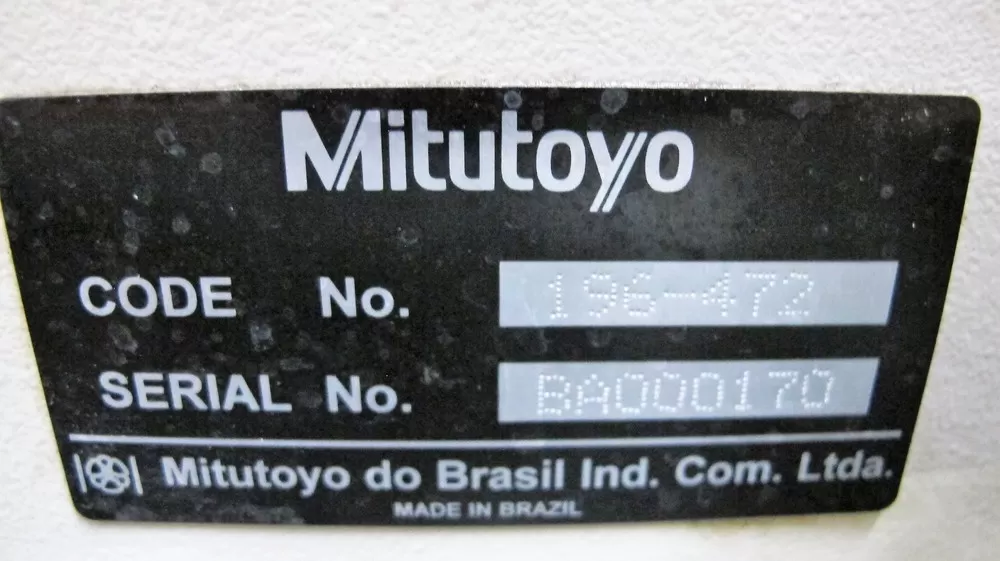 Mitutoyo
CODE No. 196-472
SERIAL No. BA000170
Mitutoyo do Brasil Ind. Com. Ltda.
MADE IN BRAZIL